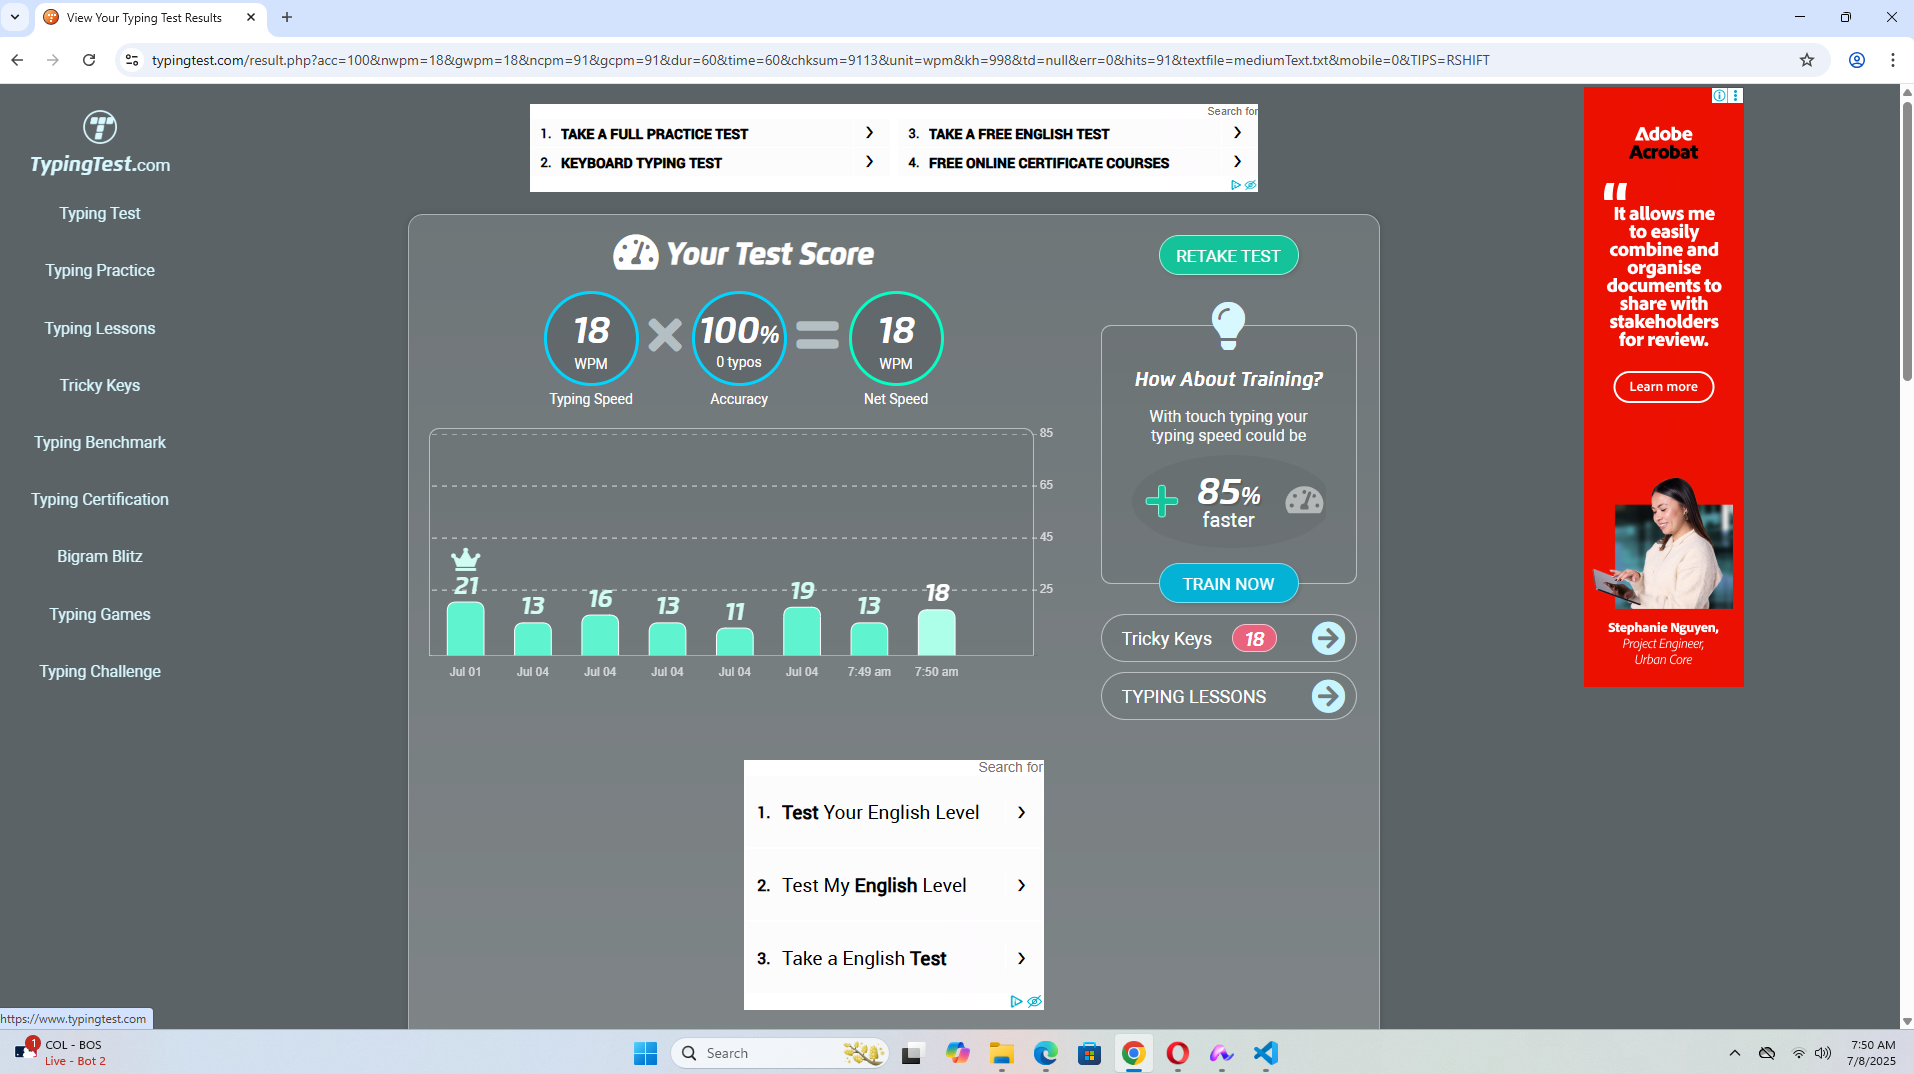 View Your Typing Test Results
typingtest.com/result.php?acc=100&nwpm=18&gwpm=18&ncpm=91&gcpm=91&dur=60&time=60&chksum=9113&unit=wpm&kh=998&td=null&err=0&hits=91&textfile=mediumText.txt&mobile=0&TIPS=RSHIFT
TypingTest.com
Typing Test
Typing Practice
Typing Lessons
Tricky Keys
Typing Benchmark
Typing Certification
Bigram Blitz
Typing Games
Typing Challenge
Search for
1. TAKE A FULL PRACTICE TEST
2. KEYBOARD TYPING TEST
3. TAKE A FREE ENGLISH TEST
4. FREE ONLINE CERTIFICATE COURSES
Your Test Score
18
WPM
Typing Speed
100%
0 typos
Accuracy
18
WPM
Net Speed
85
65
45
25
21
13
16
13
11
19
13
18
Jul 01
Jul 04
Jul 04
Jul 04
Jul 04
Jul 04
7:49 am
7:50 am
RETAKE TEST
How About Training?
With touch typing your
typing speed could be
85%
faster
TRAIN NOW
Tricky Keys 18
TYPING LESSONS
Search for
1. Test Your English Level
2. Test My English Level
3. Take a English Test
Adobe
Acrobat
“
It allows me
to easily
combine and
organise
documents to
share with
stakeholders
for review.
Learn more
Stephanie Nguyen,
Project Engineer,
Urban Core
https://www.typingtest.com
1
COL - BOS
Live - Bot 2
Search
7:50 AM
7/8/2025